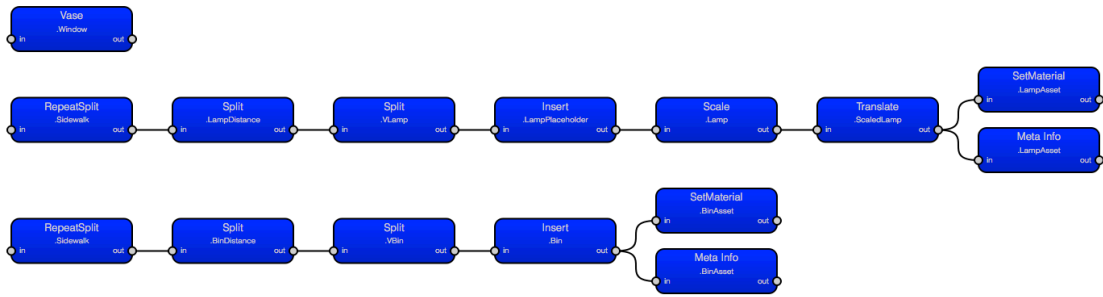 Vase
.Window
in out
SetMaterial
.LampAsset
in out
RepeatSplit
.Sidewalk
in out
Split
.LampDistance
in out
Split
.VLamp
in out
Insert
.LampPlaceholder
in out
Scale
.Lamp
in out
Translate
.ScaledLamp
in out
Meta Info
.LampAsset
in out
SetMaterial
.BinAsset
in out
RepeatSplit
.Sidewalk
in out
Split
.BinDistance
in out
Split
.VBin
in out
Insert
.Bin
in out
Meta Info
.BinAsset
in out